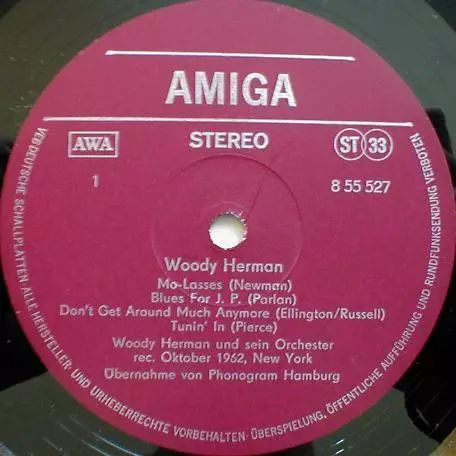 AMIGA
AWA
STEREO
ST 33
1
8 55 527
Woody Herman
Mo-Lasses (Newman)
Blues For J. P. (Parlan)
Don't Get Around Much Anymore (Ellington/Russell)
Tunin' In (Pierce)
Woody Herman und sein Orchester
rec. Oktober 1962, New York
Übernahme von Phonogram Hamburg
VEB DEUTSCHE SCHALLPLATTEN · ALLE HERSTELLER- UND URHEBERRECHTE VORBEHALTEN · ÜBERSPIELUNG, ÖFFENTLICHE AUFFÜHRUNG UND RUNDFUNKSENDUNG VERBOTEN